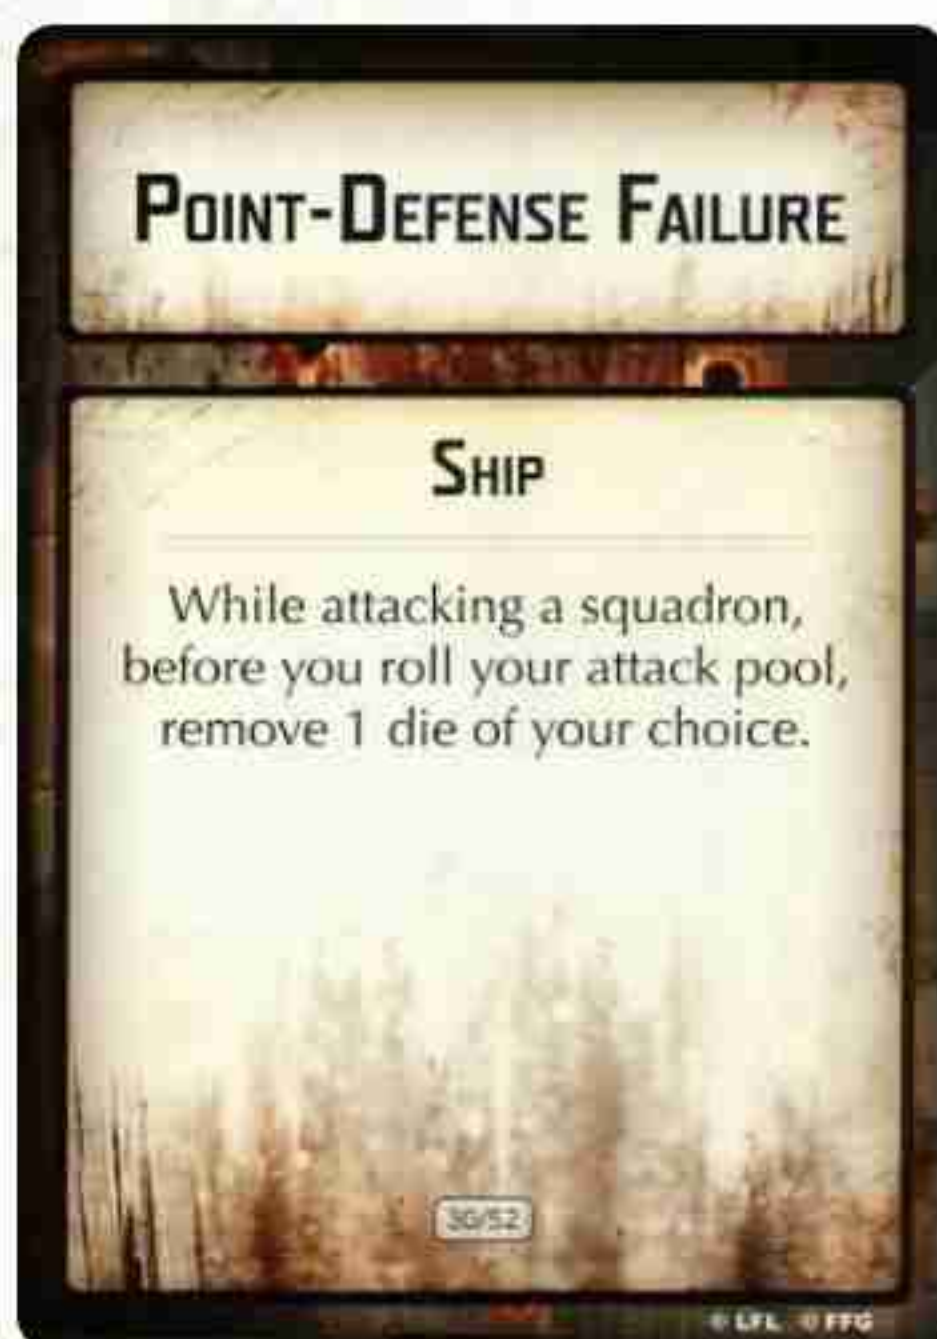 Point-Defense Failure
Ship
While attacking a squadron,
before you roll your attack pool,
remove 1 die of your choice.
30/52
© LFL © FFG